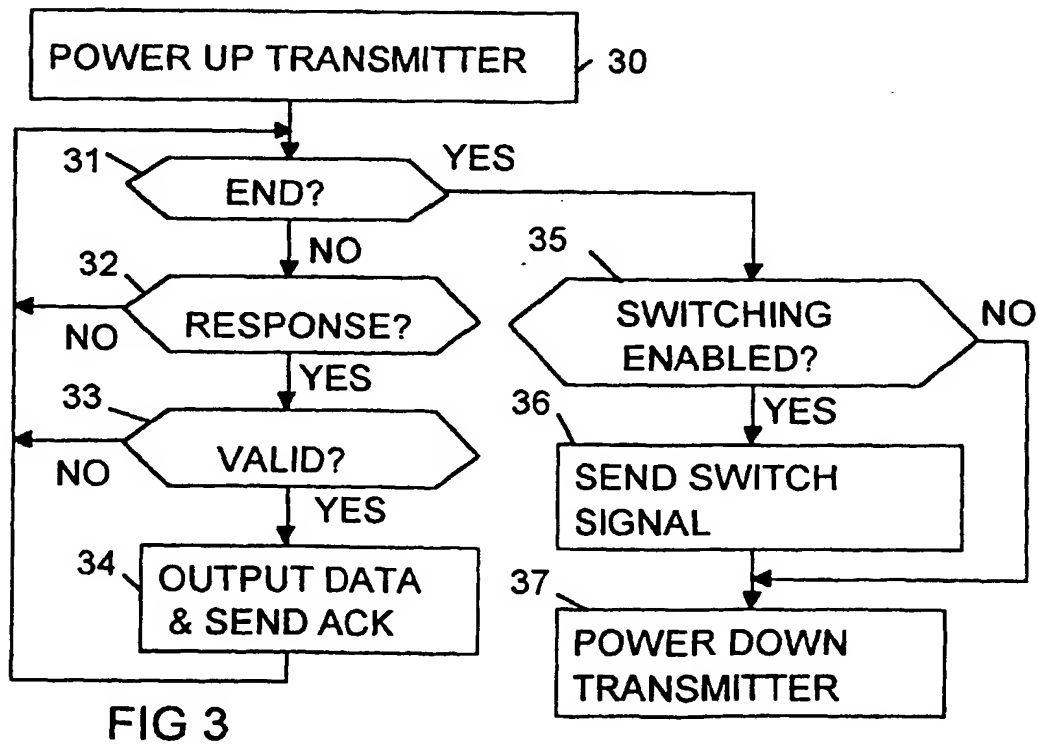 POWER UP TRANSMITTER
30
31
END?
YES
NO
32
RESPONSE?
NO
YES
33
VALID?
NO
YES
34
OUTPUT DATA
& SEND ACK
35
SWITCHING
ENABLED?
NO
YES
36
SEND SWITCH
SIGNAL
37
POWER DOWN
TRANSMITTER
FIG 3